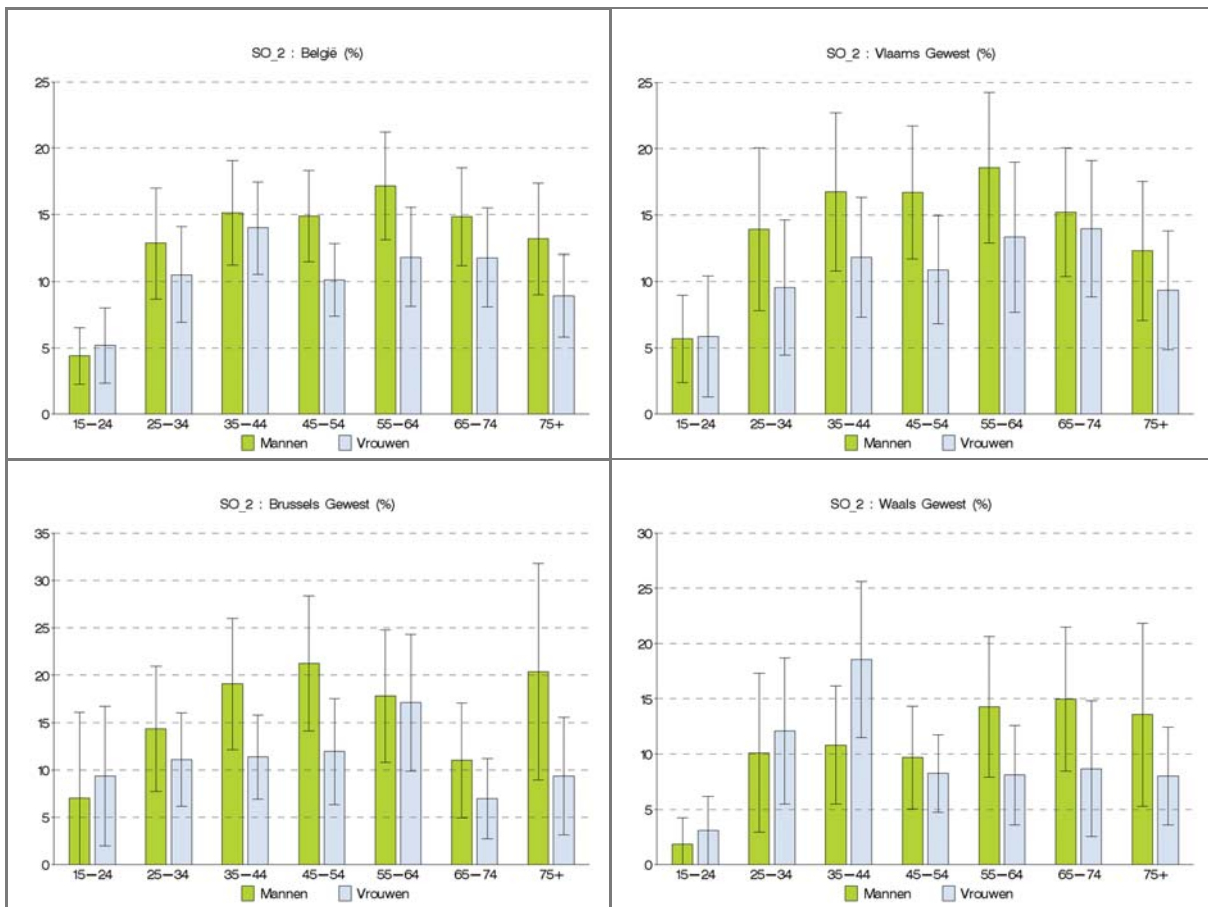 SO_2 : België (%)
25
20
15
10
5
0
15–24 25–34 35–44 45–54 55–64 65–74 75+
Mannen Vrouwen
SO_2 : Vlaams Gewest (%)
25
20
15
10
5
0
15–24 25–34 35–44 45–54 55–64 65–74 75+
Mannen Vrouwen
SO_2 : Brussels Gewest (%)
35
30
25
20
15
10
5
0
15–24 25–34 35–44 45–54 55–64 65–74 75+
Mannen Vrouwen
SO_2 : Waals Gewest (%)
30
25
20
15
10
5
0
15–24 25–34 35–44 45–54 55–64 65–74 75+
Mannen Vrouwen